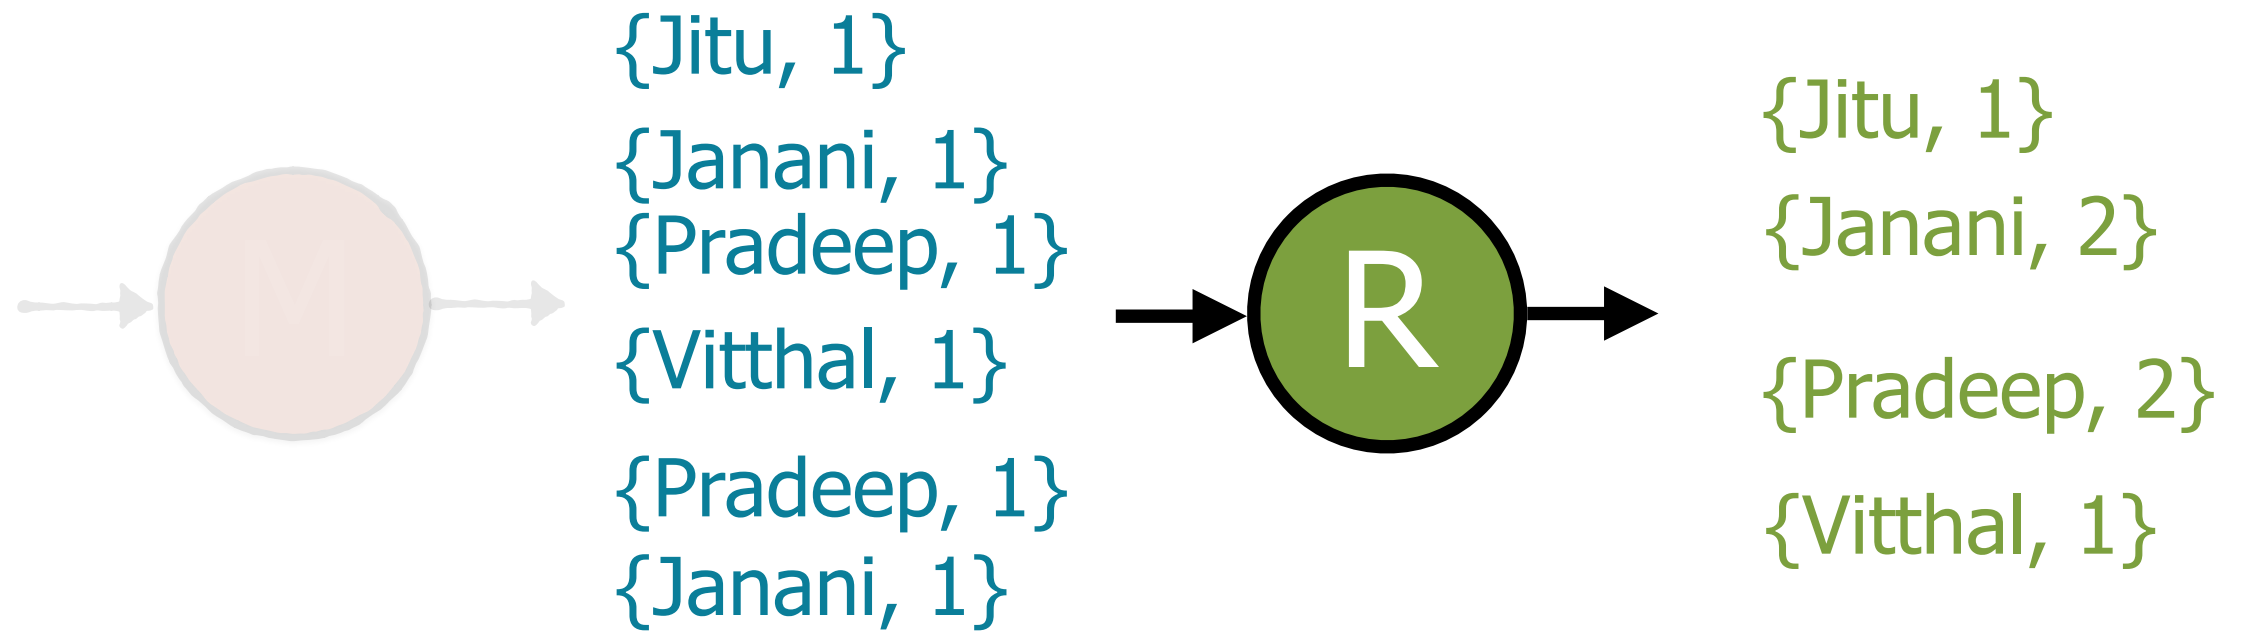 M
{Jitu, 1}
{Janani, 1}
{Pradeep, 1}
{Vitthal, 1}
{Pradeep, 1}
{Janani, 1}
R
{Jitu, 1}
{Janani, 2}
{Pradeep, 2}
{Vitthal, 1}